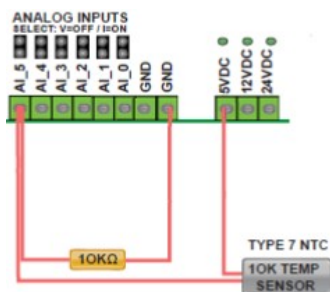 ANALOG INPUTS
SELECT: V=OFF / I=ON
AI_5 AI_4 AI_3 AI_2 AI_1 AI_0 GND GND 5VDC 12VDC 24VDC
10KΩ
TYPE 7 NTC
10K TEMP
SENSOR